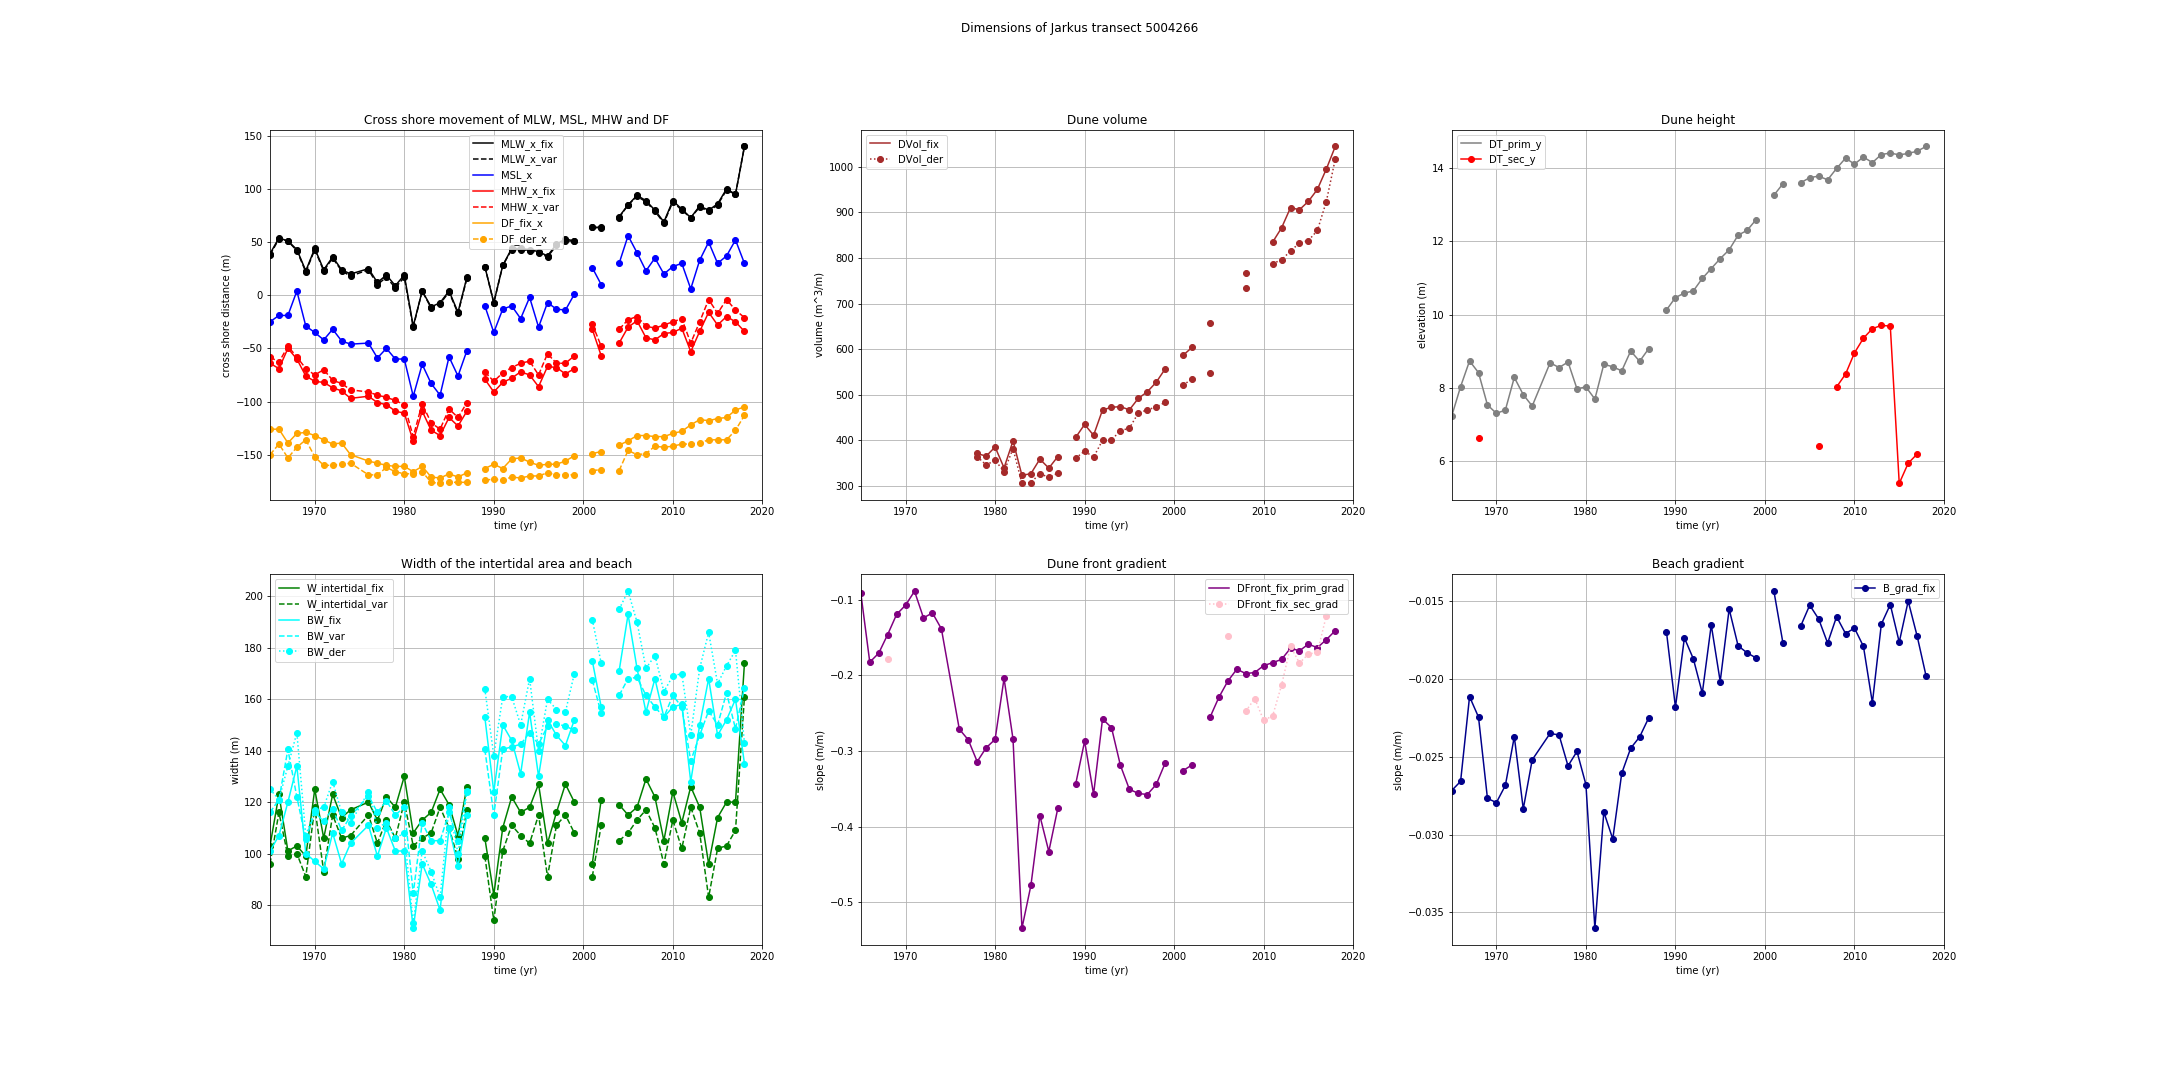 Dimensions of Jarkus transect 5004266
Cross shore movement of MLW, MSL, MHW and DF
cross shore distance (m)
150
100
50
0
−50
−100
−150
MLW_x_fix
MLW_x_var
MSL_x
MHW_x_fix
MHW_x_var
DF_fix_x
DF_der_x
1970
1980
1990
2000
2010
2020
time (yr)
Dune volume
volume (m^3/m)
1000
900
800
700
600
500
400
300
DVol_fix
DVol_der
1970
1980
1990
2000
2010
2020
time (yr)
Dune height
elevation (m)
14
12
10
8
6
DT_prim_y
DT_sec_y
1970
1980
1990
2000
2010
2020
time (yr)
Width of the intertidal area and beach
width (m)
200
180
160
140
120
100
80
W_intertidal_fix
W_intertidal_var
BW_fix
BW_var
BW_der
1970
1980
1990
2000
2010
2020
time (yr)
Dune front gradient
slope (m/m)
−0.1
−0.2
−0.3
−0.4
−0.5
DFront_fix_prim_grad
DFront_fix_sec_grad
1970
1980
1990
2000
2010
2020
time (yr)
Beach gradient
slope (m/m)
−0.015
−0.020
−0.025
−0.030
−0.035
B_grad_fix
1970
1980
1990
2000
2010
2020
time (yr)